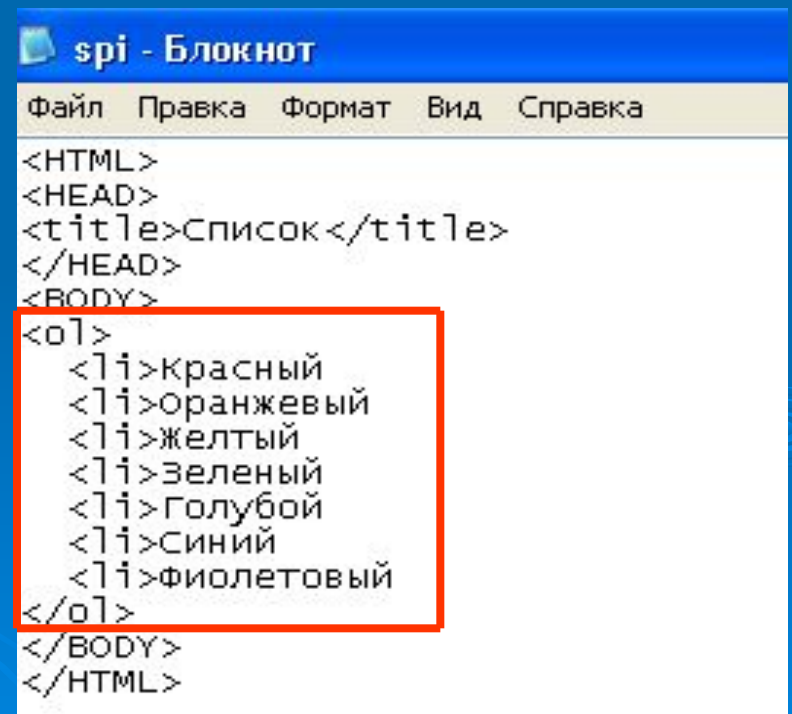 spi - Блокнот
Файл Правка Формат Вид Справка
<HTML>
<HEAD>
<title>Список</title>
</HEAD>
<BODY>
<ol>
<li>Красный
<li>Оранжевый
<li>Желтый
<li>Зеленый
<li>Голубой
<li>Синий
<li>Фиолетовый
</ol>
</BODY>
</HTML>